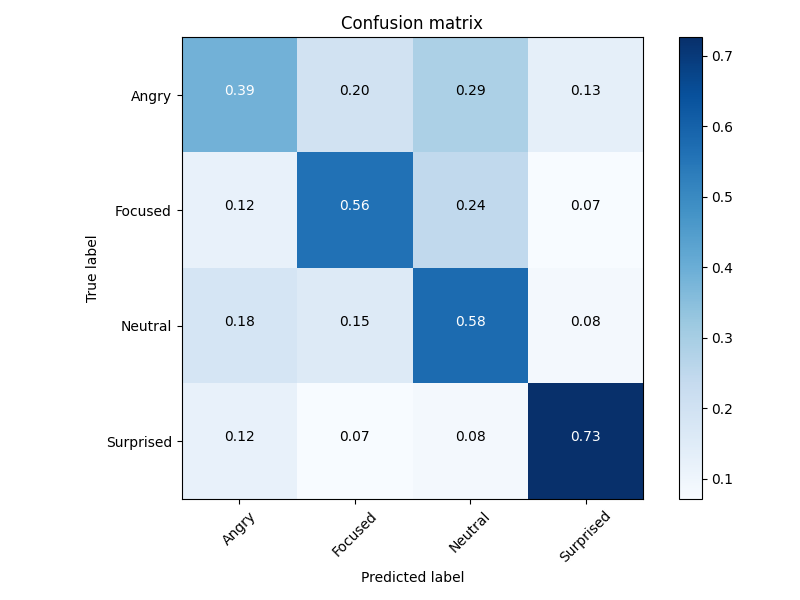 Confusion matrix
Angry 0.39 0.20 0.29 0.13
Focused 0.12 0.56 0.24 0.07
Neutral 0.18 0.15 0.58 0.08
Surprised 0.12 0.07 0.08 0.73
Angry Focused Neutral Surprised
Predicted label
True label
0.7
0.6
0.5
0.4
0.3
0.2
0.1